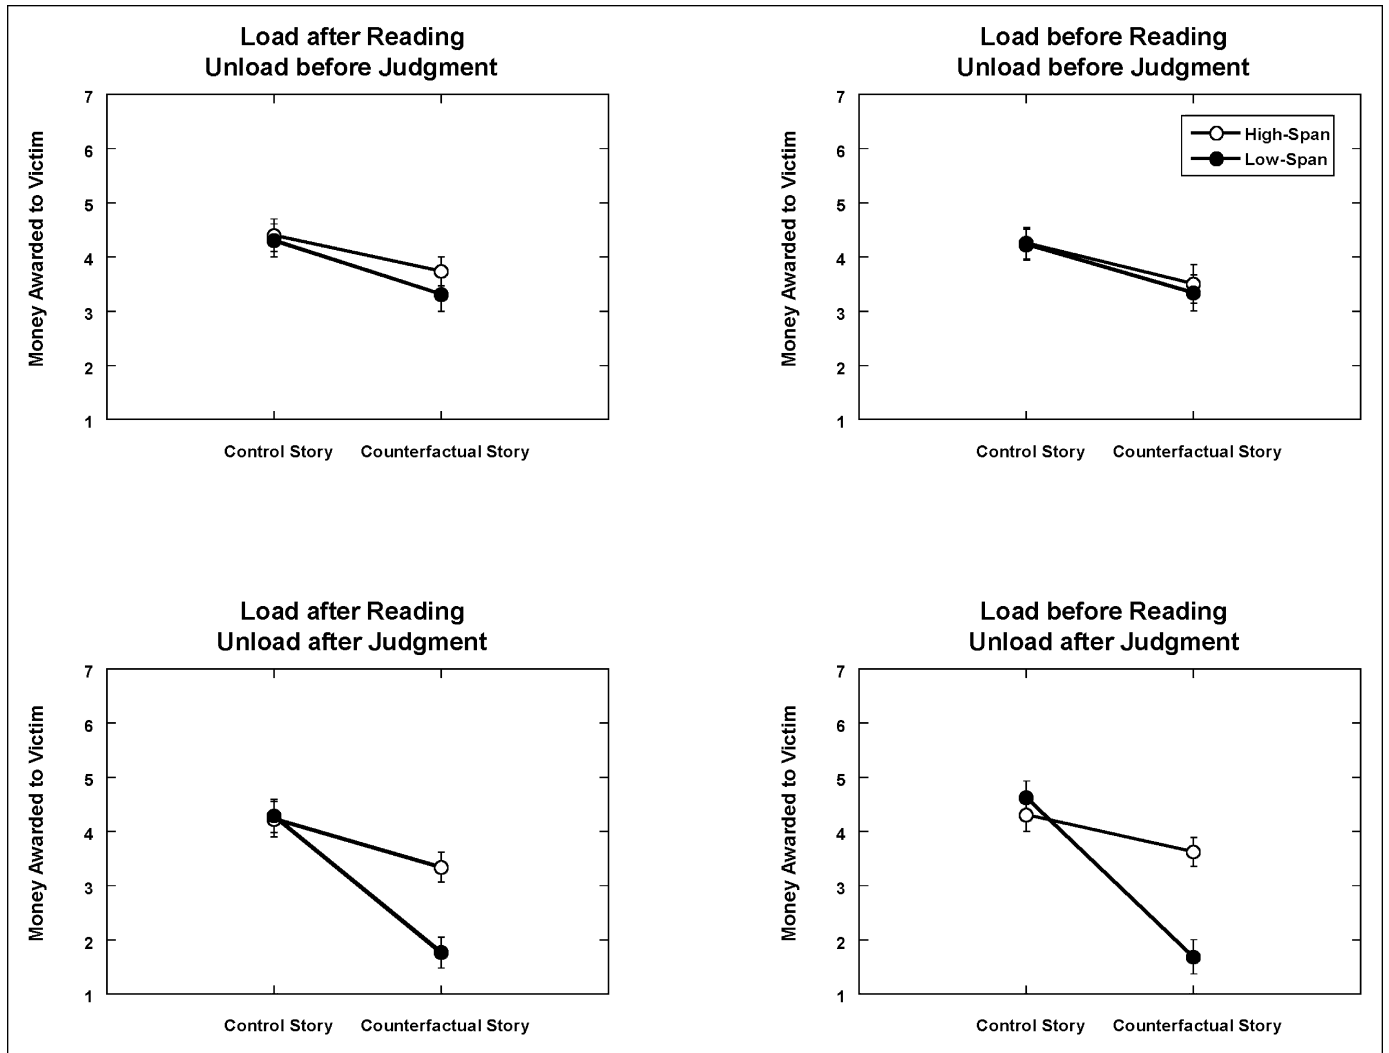 Load after Reading
Unload before Judgment
Money Awarded to Victim
7
6
5
4
3
2
1
Control Story
Counterfactual Story
Load before Reading
Unload before Judgment
Money Awarded to Victim
7
6
5
4
3
2
1
High-Span
Low-Span
Control Story
Counterfactual Story
Load after Reading
Unload after Judgment
Money Awarded to Victim
7
6
5
4
3
2
1
Control Story
Counterfactual Story
Load before Reading
Unload after Judgment
Money Awarded to Victim
7
6
5
4
3
2
1
Control Story
Counterfactual Story